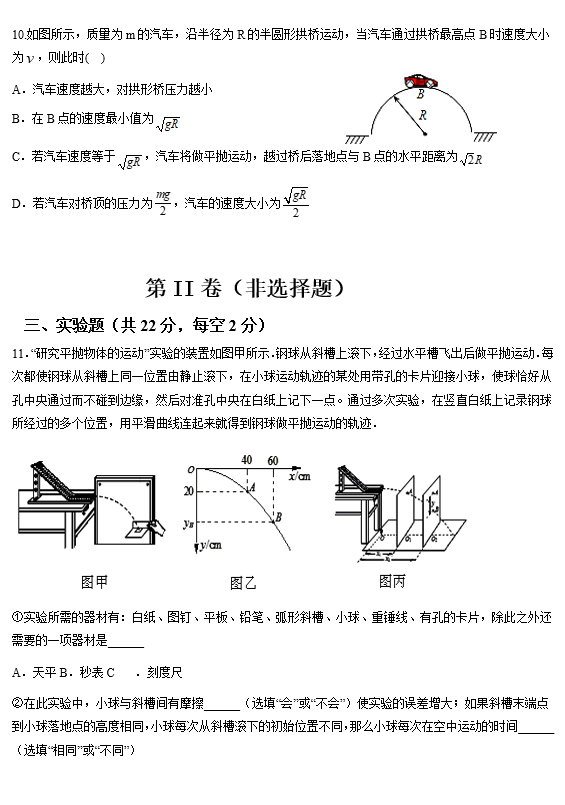 10.如图所示，质量为m的汽车，沿半径为R的半圆形拱桥运动，当汽车通过拱桥最高点B时速度大小
为v，则此时(　)
A．汽车速度越大，对拱形桥压力越小
B．在B点的速度最小值为√gR
C．若汽车速度等于√gR，汽车将做平抛运动，越过桥后落地点与B点的水平距离为√2R
D．若汽车对桥顶的压力为mg/2，汽车的速度大小为√gR/2
B
R
第II卷（非选择题）
三、实验题（共22分，每空2分）
11.“研究平抛物体的运动”实验的装置如图甲所示.钢球从斜槽上滚下，经过水平槽飞出后做平抛运动.每
次都使钢球从斜槽上同一位置由静止滚下，在小球运动轨迹的某处用带孔的卡片迎接小球，使球恰好从
孔中央通过而不碰到边缘，然后对准孔中央在白纸上记下一点。通过多次实验，在竖直白纸上记录钢球
所经过的多个位置，用平滑曲线连起来就得到钢球做平抛运动的轨迹.
40 60
O x/cm
20 A
yB B
y/cm
图甲 图乙 图丙
①实验所需的器材有：白纸、图钉、平板、铅笔、弧形斜槽、小球、重锤线、有孔的卡片，除此之外还
需要的一项器材是______
A．天平B．秒表C　．刻度尺
②在此实验中，小球与斜槽间有摩擦______（选填“会”或“不会”）使实验的误差增大；如果斜槽末端点
到小球落地点的高度相同，小球每次从斜槽滚下的初始位置不同，那么小球每次在空中运动的时间______
（选填“相同”或“不同”）